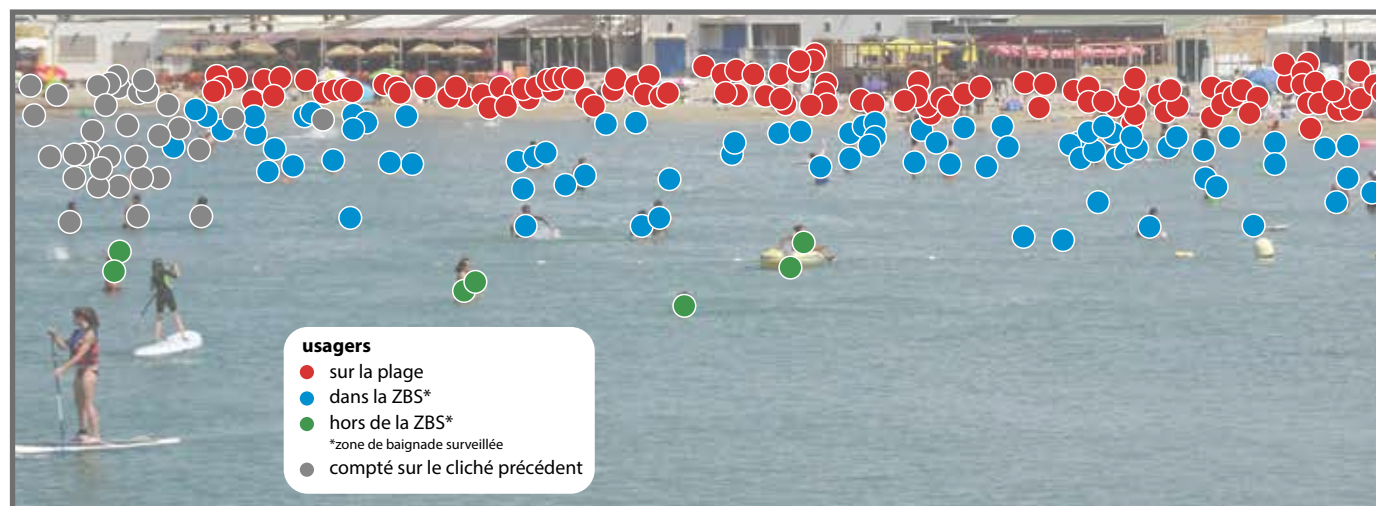 usagers
sur la plage
dans la ZBS*
hors de la ZBS*
*zone de baignade surveillée
compté sur le cliché précédent